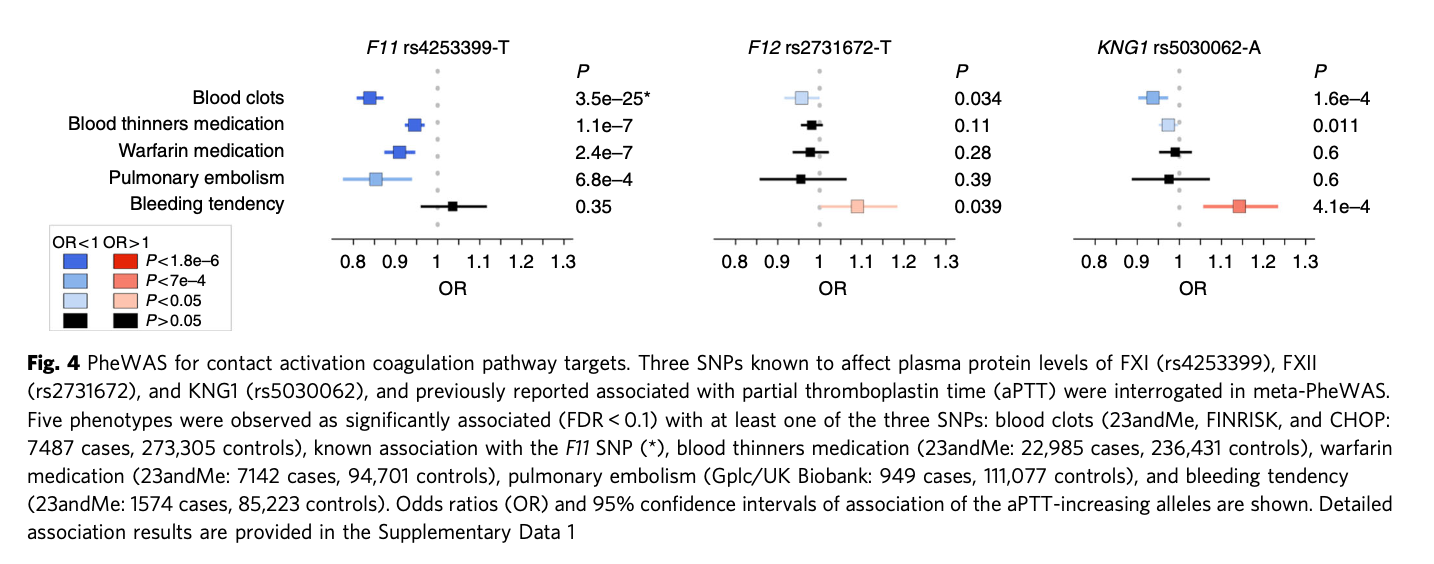 F11 rs4253399-T F12 rs2731672-T KNG1 rs5030062-A
P P P
Blood clots 3.5e–25* 0.034 1.6e–4
Blood thinners medication 1.1e–7 0.11 0.011
Warfarin medication 2.4e–7 0.28 0.6
Pulmonary embolism 6.8e–4 0.39 0.6
Bleeding tendency 0.35 0.039 4.1e–4
OR<1 OR>1
P<1.8e–6
P<7e–4
P<0.05
P>0.05
0.8 0.9 1 1.1 1.2 1.3 0.8 0.9 1 1.1 1.2 1.3 0.8 0.9 1 1.1 1.2 1.3
OR OR OR
Fig. 4 PheWAS for contact activation coagulation pathway targets. Three SNPs known to affect plasma protein levels of FXI (rs4253399), FXII
(rs2731672), and KNG1 (rs5030062), and previously reported associated with partial thromboplastin time (aPTT) were interrogated in meta-PheWAS.
Five phenotypes were observed as significantly associated (FDR < 0.1) with at least one of the three SNPs: blood clots (23andMe, FINRISK, and CHOP:
7487 cases, 273,305 controls), known association with the F11 SNP (*), blood thinners medication (23andMe: 22,985 cases, 236,431 controls), warfarin
medication (23andMe: 7142 cases, 94,701 controls), pulmonary embolism (Gplc/UK Biobank: 949 cases, 111,077 controls), and bleeding tendency
(23andMe: 1574 cases, 85,223 controls). Odds ratios (OR) and 95% confidence intervals of association of the aPTT-increasing alleles are shown. Detailed
association results are provided in the Supplementary Data 1